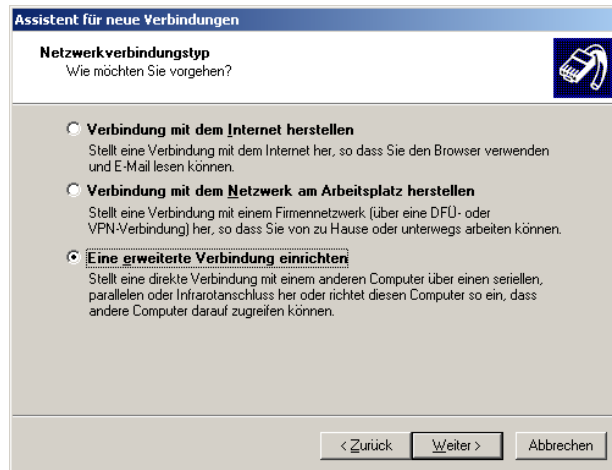 Assistent für neue Verbindungen
Netzwerkverbindungstyp
Wie möchten Sie vorgehen?
Verbindung mit dem Internet herstellen
Stellt eine Verbindung mit dem Internet her, so dass Sie den Browser verwenden
und E-Mail lesen können.
Verbindung mit dem Netzwerk am Arbeitsplatz herstellen
Stellt eine Verbindung mit einem Firmennetzwerk (über eine DFÜ- oder
VPN-Verbindung) her, so dass Sie von zu Hause oder unterwegs arbeiten können.
Eine erweiterte Verbindung einrichten
Stellt eine direkte Verbindung mit einem anderen Computer über einen seriellen,
parallelen oder Infrarotanschluss her oder richtet diesen Computer so ein, dass
andere Computer darauf zugreifen können.
< Zurück Weiter > Abbrechen